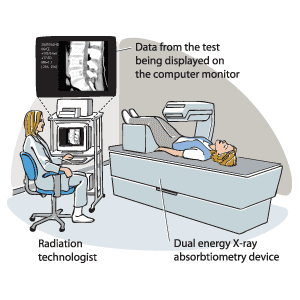 Data from the test
being displayed on
the computer monitor
Radiation
technologist
Dual energy X-ray
absorbtiometry device